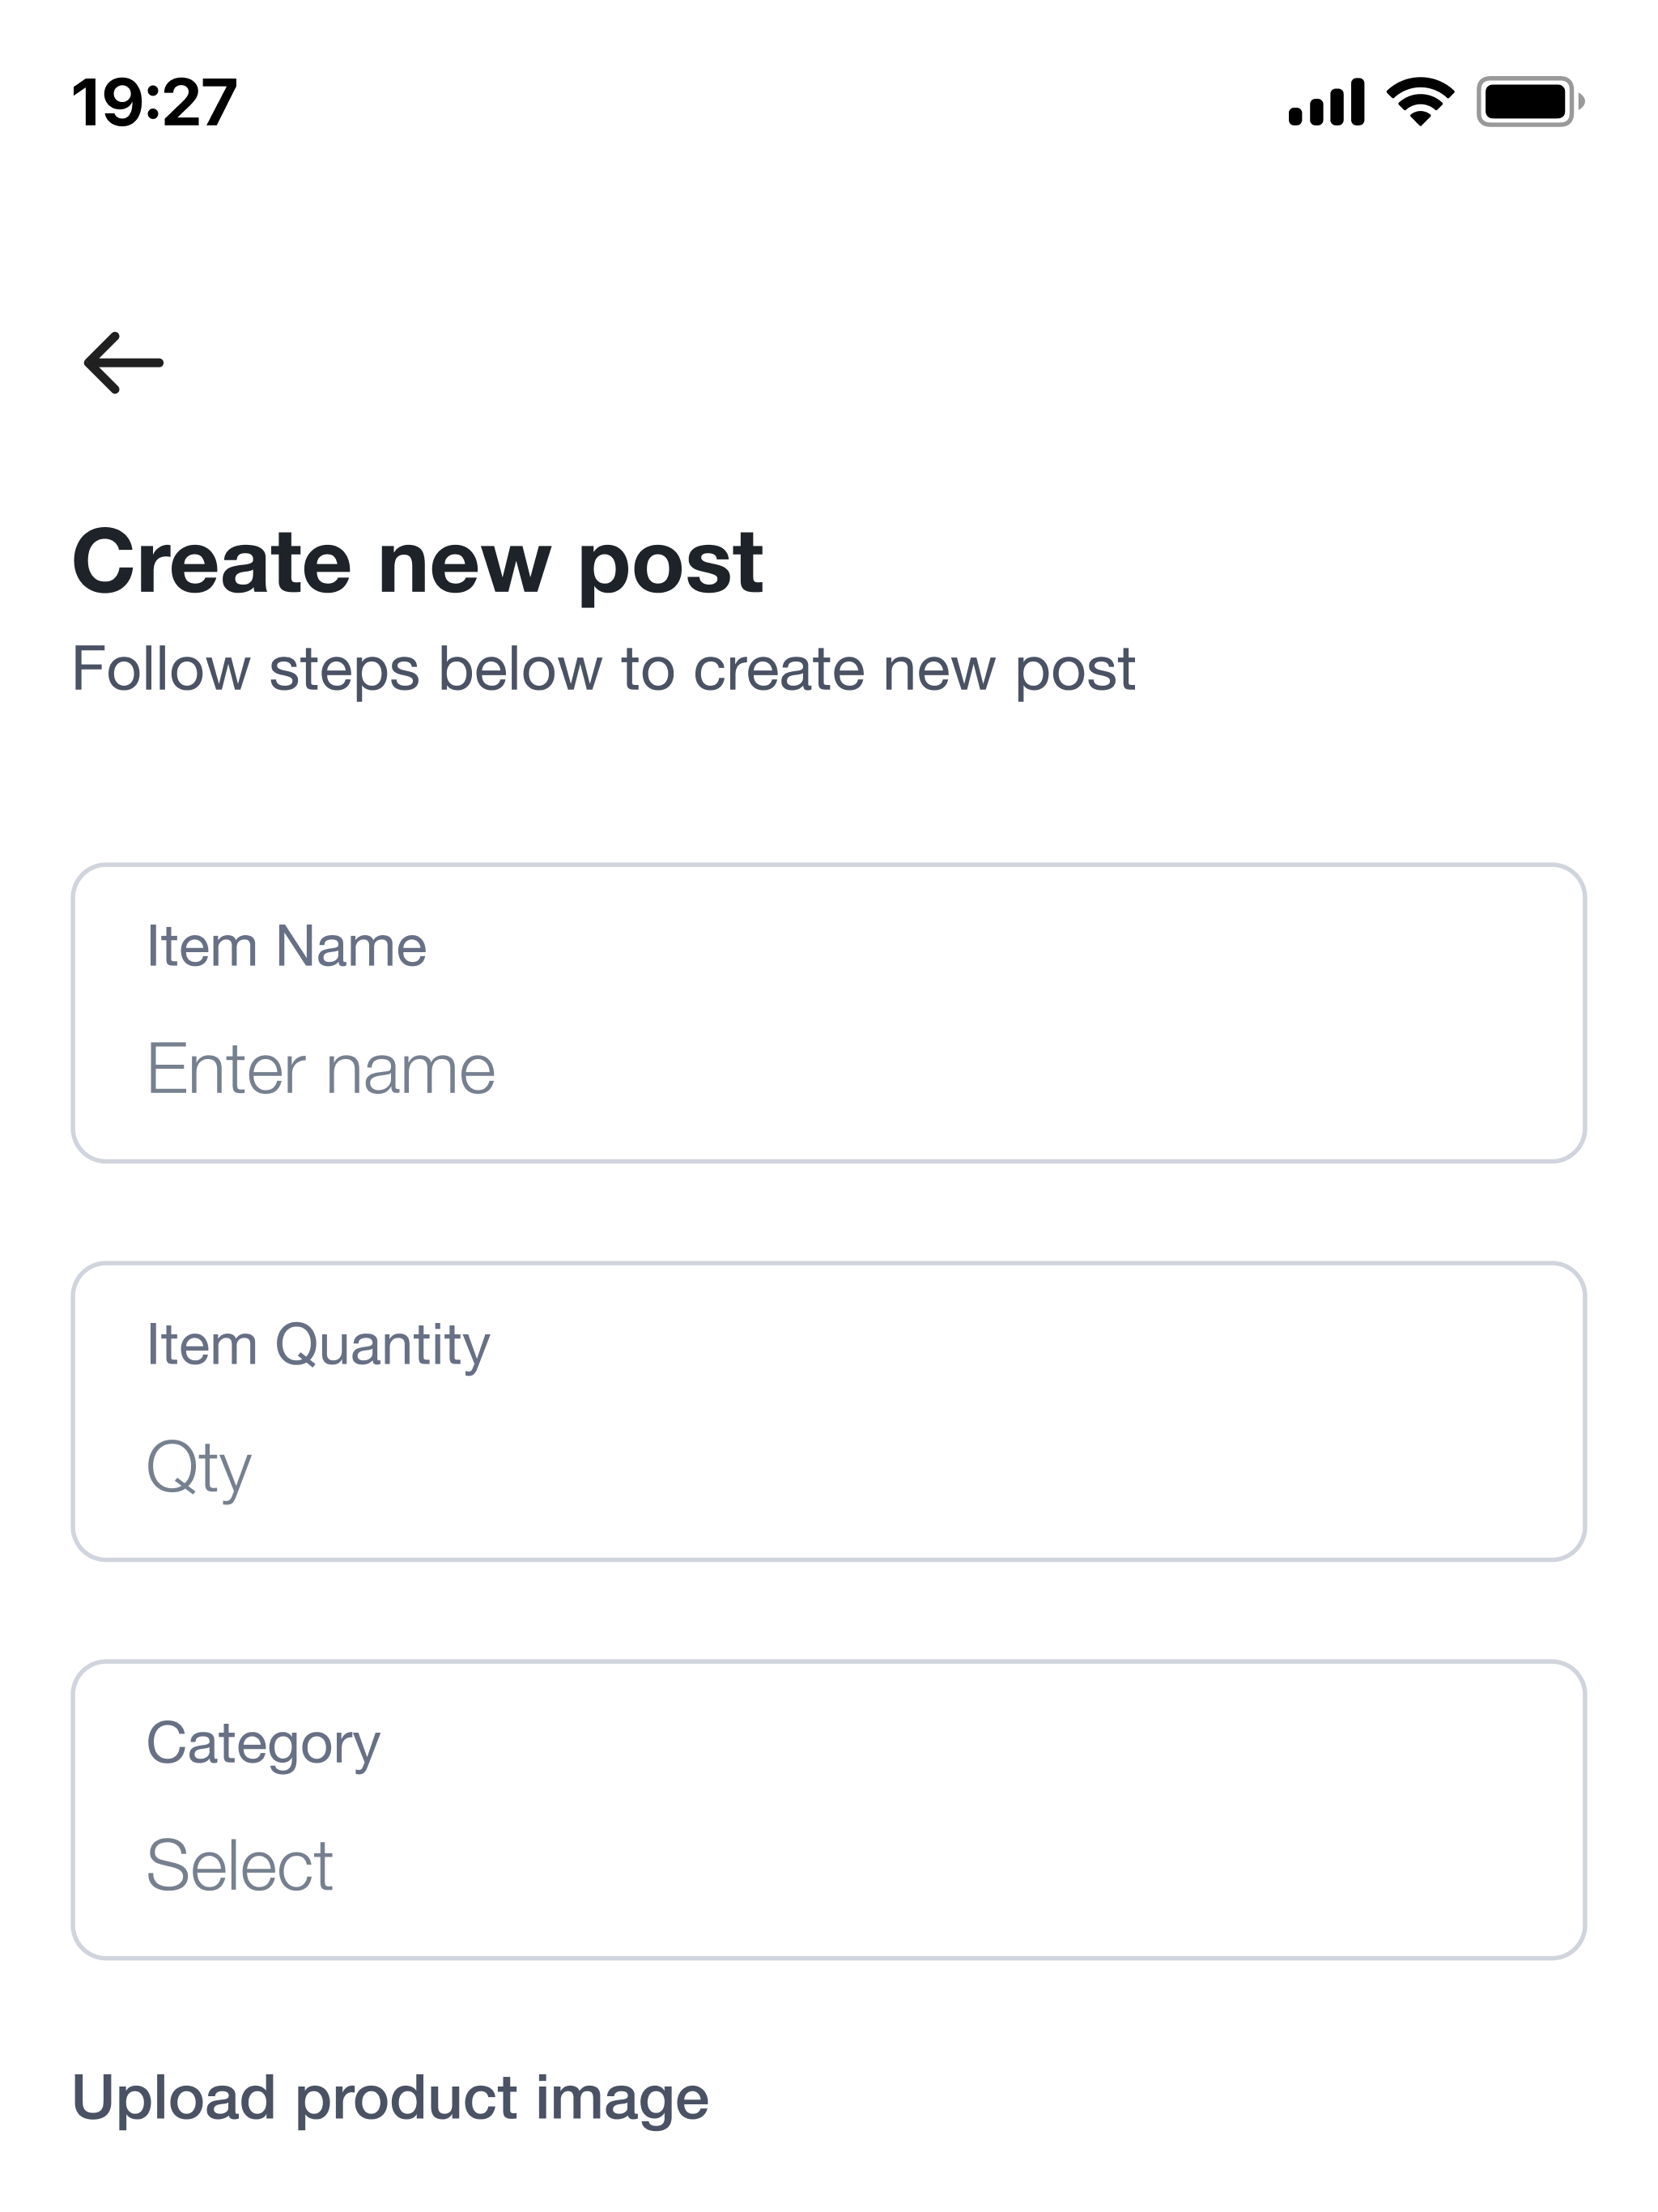 19:27
Create new post
Follow steps below to create new post
Item Name
Enter name
Item Quantity
Qty
Category
Select
Upload product image